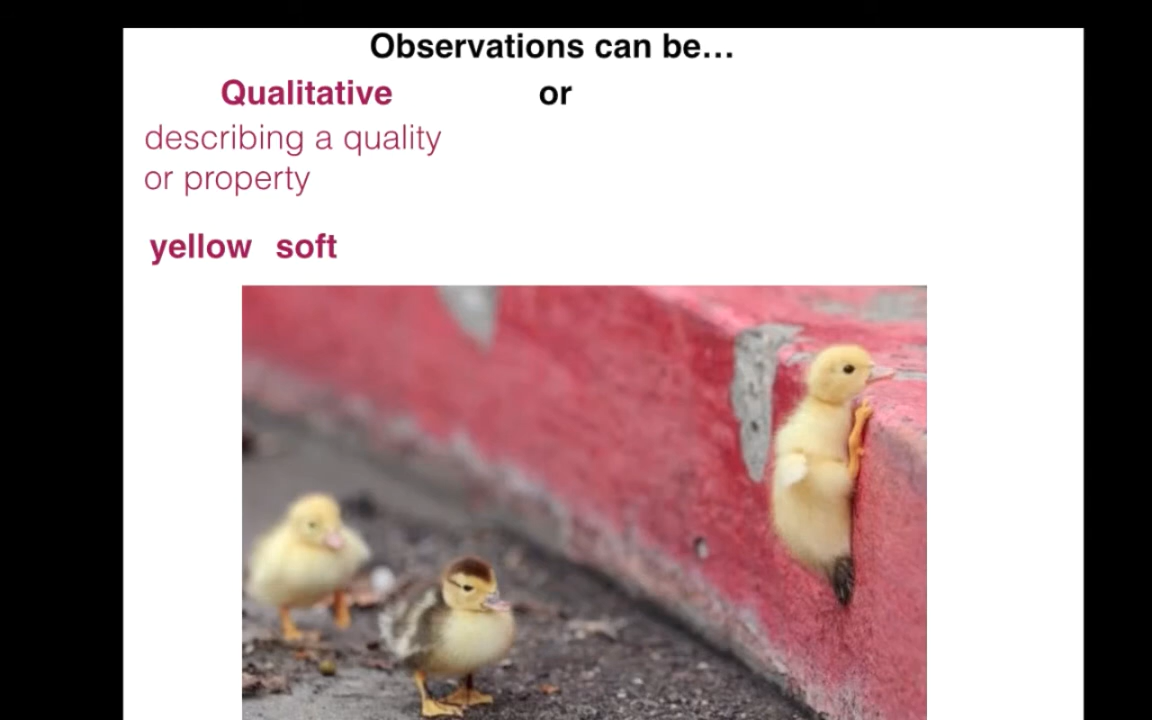 Observations can be...
Qualitative or
describing a quality
or property
yellow soft